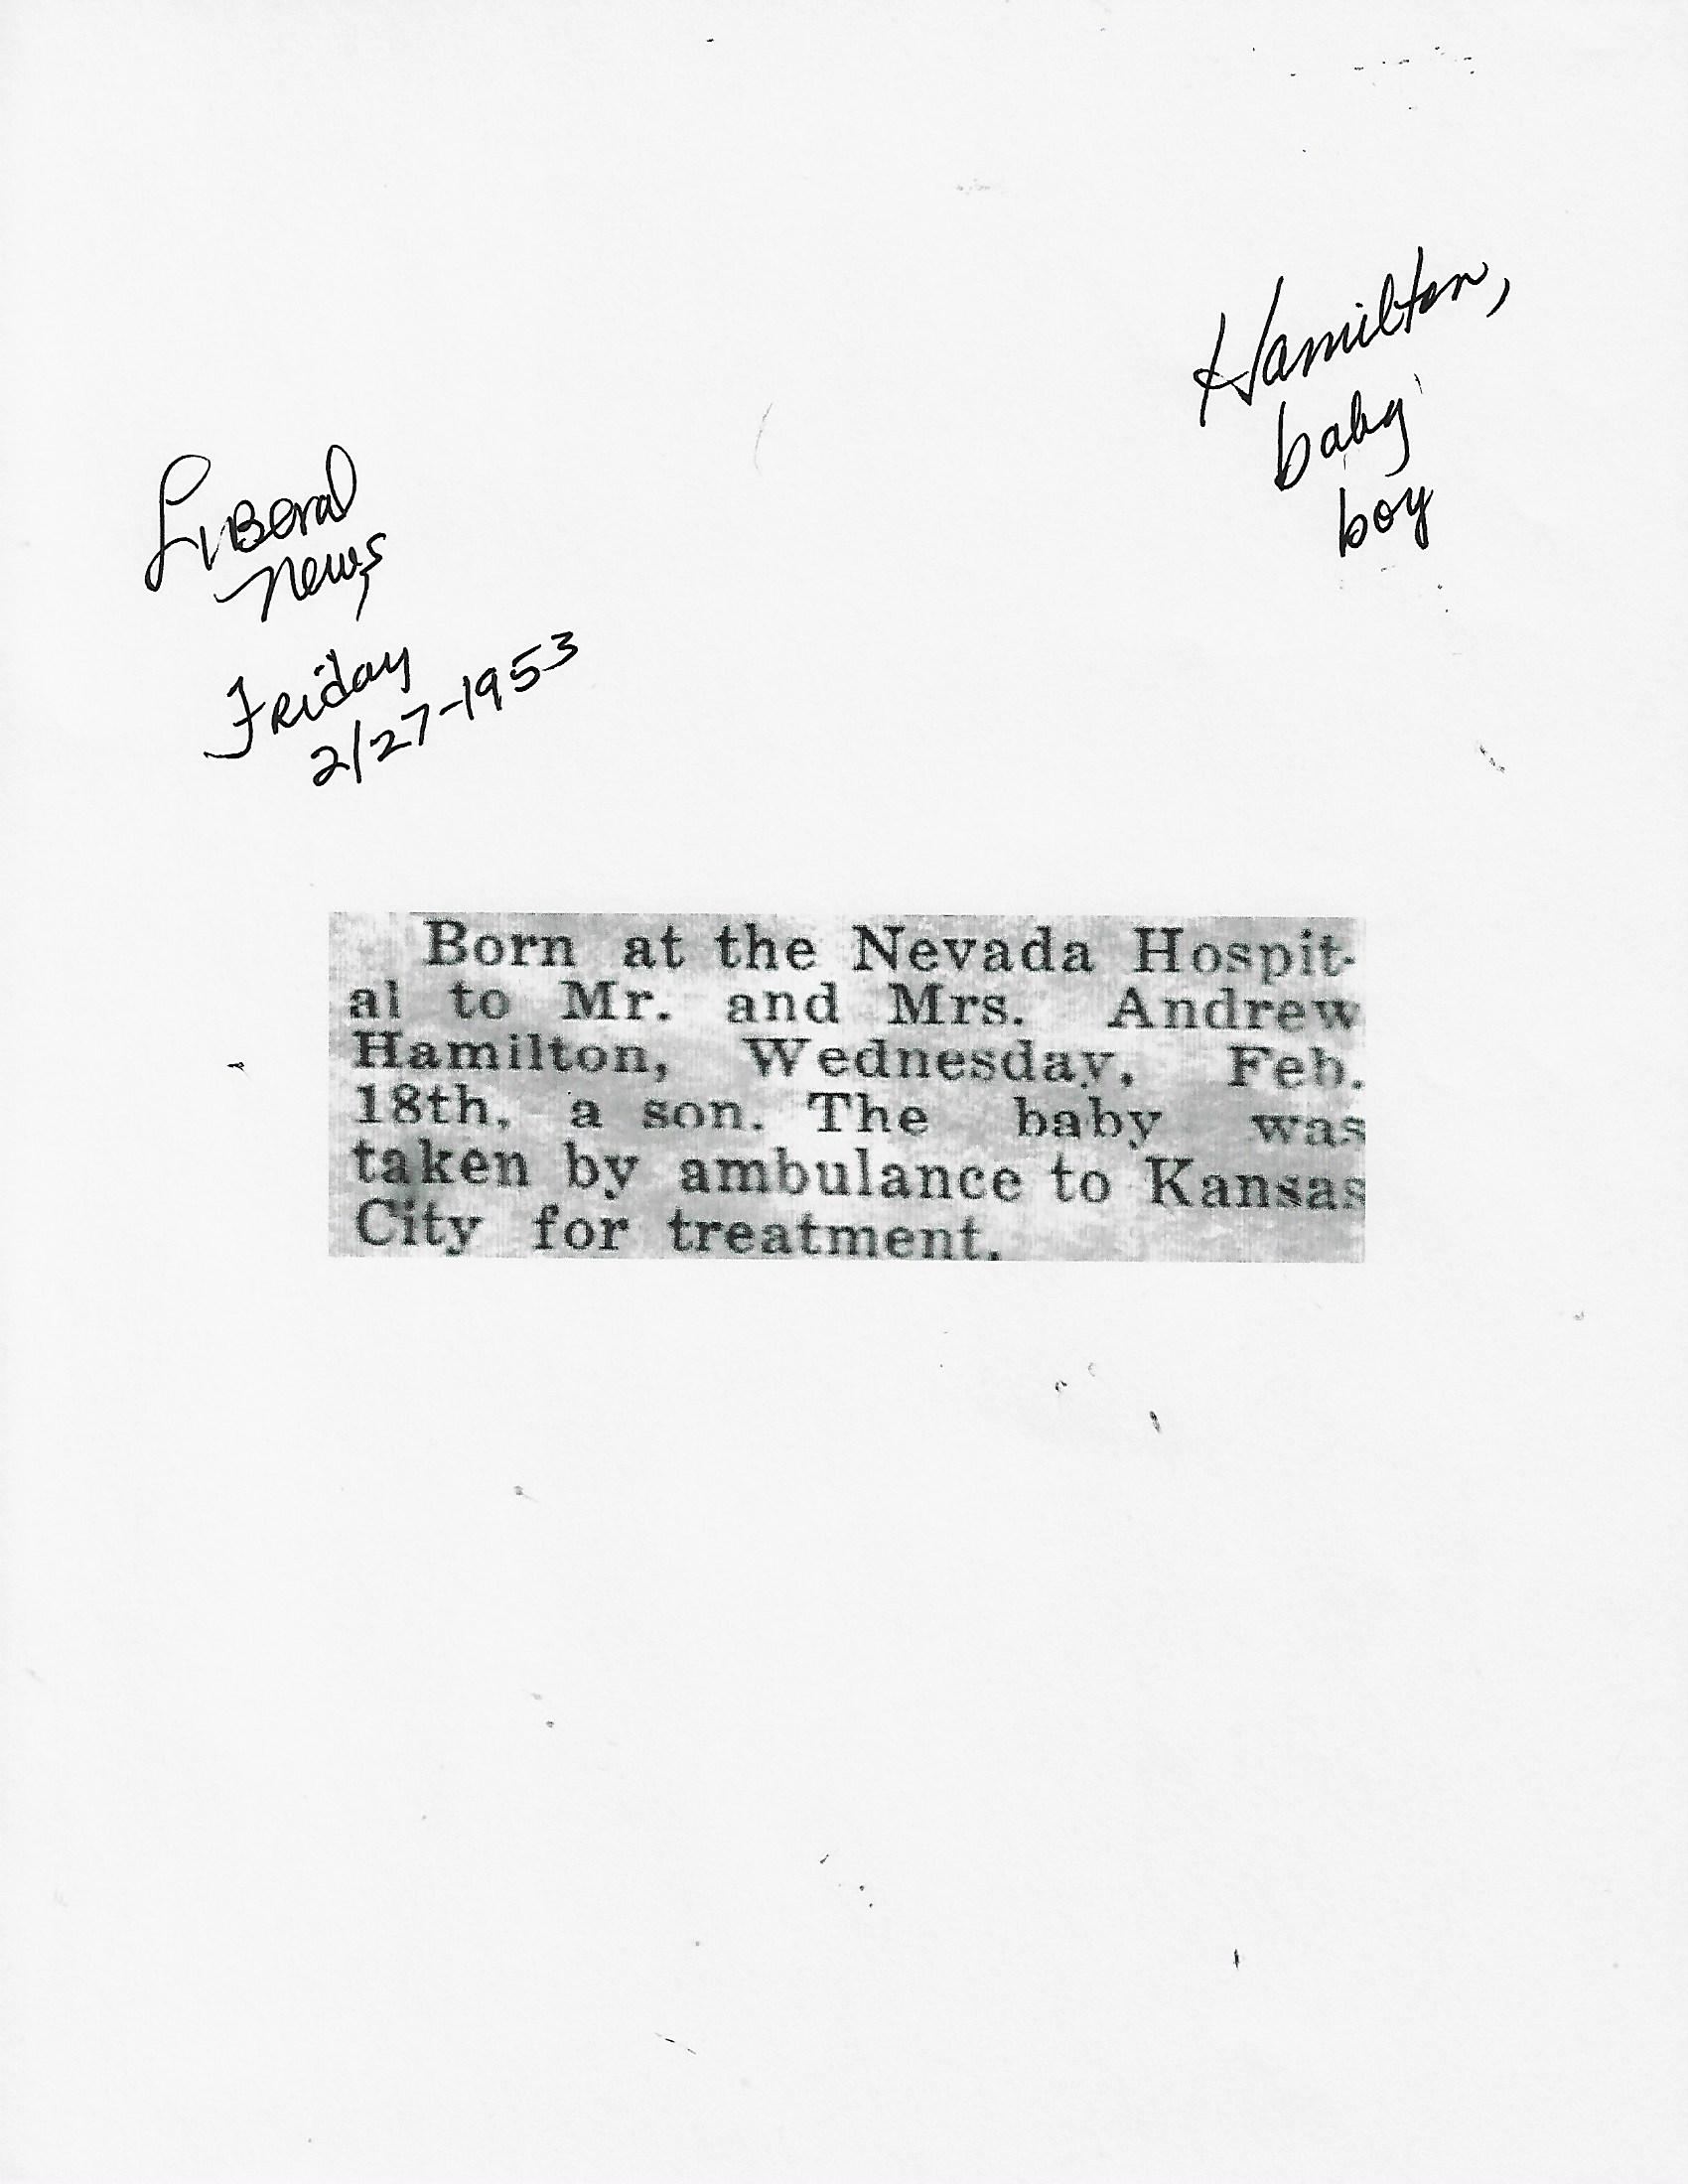 Hamilton,
baby
boy
Liberal
News
Friday
2/27-1953
Born at the Nevada Hospit-
al to Mr. and Mrs. Andrew
Hamilton, Wednesday, Feb.
18th, a son. The baby was
taken by ambulance to Kansas
City for treatment.